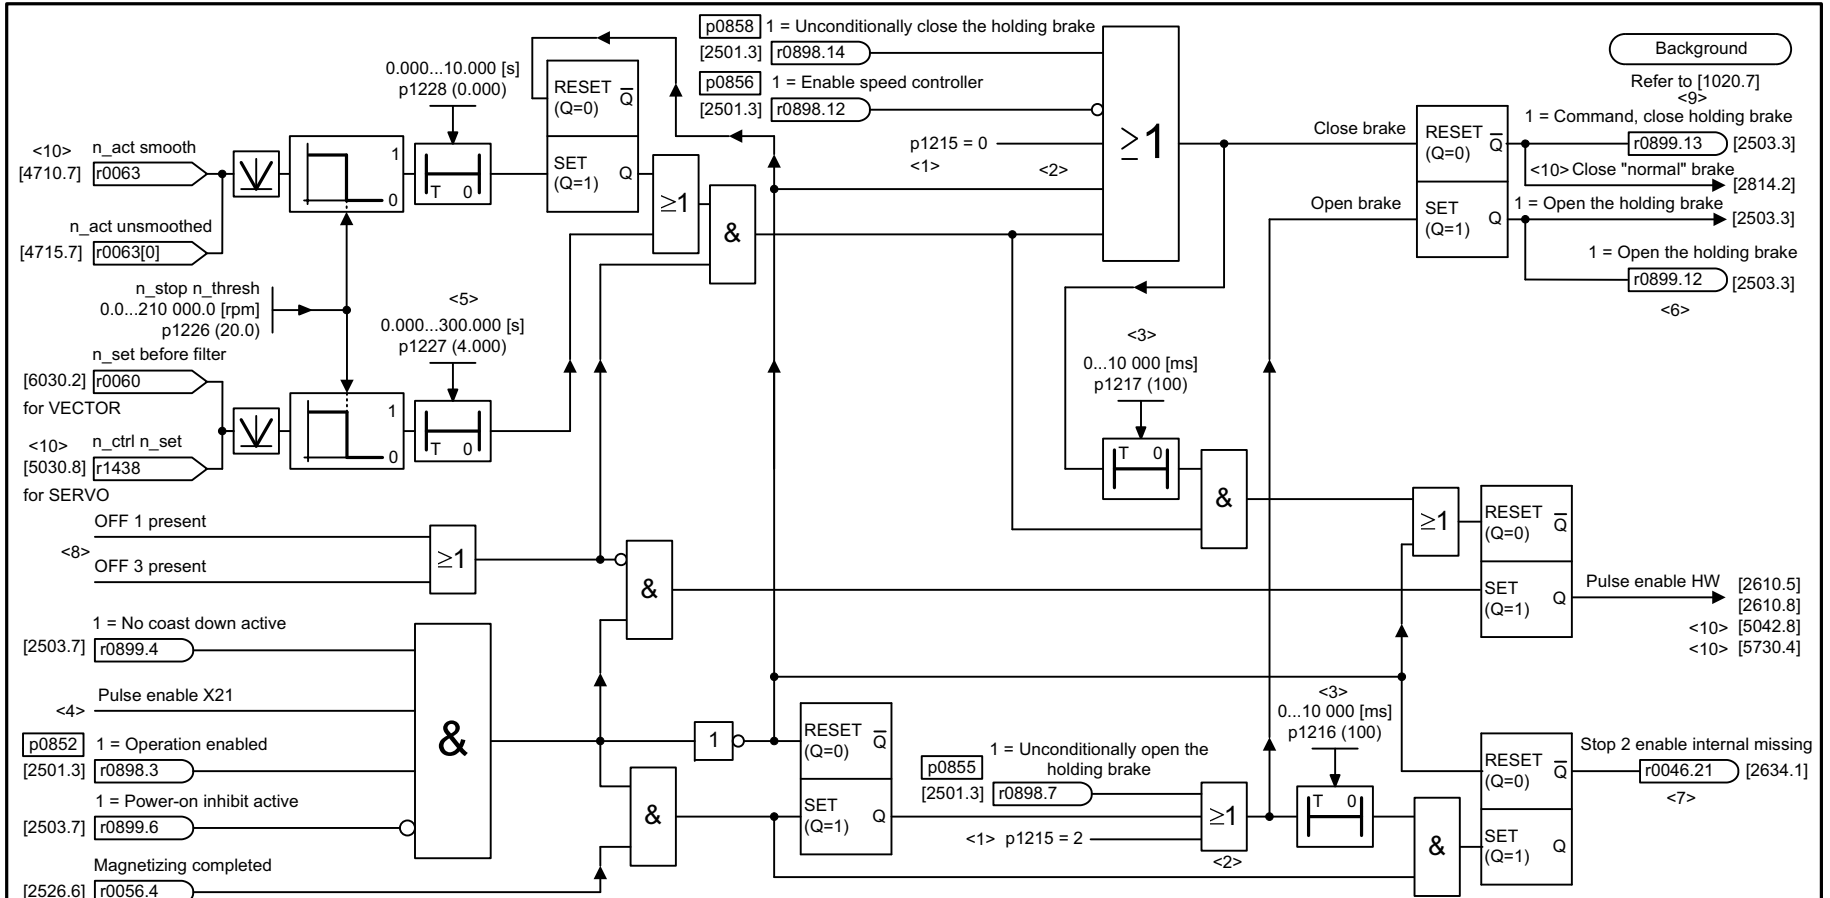 p0858 1 = Unconditionally close the holding brake
[2501.3] r0898.14
p0856 1 = Enable speed controller
[2501.3] r0898.12
p1215 = 0
<1> <2>
≥1
Background
Refer to [1020.7]
<9>
1 = Command, close holding brake
r0899.13 [2503.3]
<10> Close "normal" brake
[2814.2]
1 = Open the holding brake
[2503.3]
1 = Open the holding brake
r0899.12 [2503.3]
<6>
Close brake
RESET Q
(Q=0)
Open brake
SET Q
(Q=1)
0.000...10.000 [s]
p1228 (0.000)
RESET Q
(Q=0)
SET Q
(Q=1)
≥1
&
<10> n_act smooth
[4710.7] r0063
1
0
T 0
n_act unsmoothed
[4715.7] r0063[0]
n_stop n_thresh
0.0...210 000.0 [rpm]
p1226 (20.0)
<5>
0.000...300.000 [s]
p1227 (4.000)
n_set before filter
[6030.2] r0060
for VECTOR
1
0
T 0
<10> n_ctrl n_set
[5030.8] r1438
for SERVO
<3>
0...10 000 [ms]
p1217 (100)
T 0
&
≥1
RESET Q
(Q=0)
SET Q
(Q=1)
Pulse enable HW [2610.5]
[2610.8]
<10> [5042.8]
<10> [5730.4]
OFF 1 present
<8>
OFF 3 present
≥1
&
1 = No coast down active
[2503.7] r0899.4
Pulse enable X21
<4>
p0852 1 = Operation enabled
[2501.3] r0898.3
1 = Power-on inhibit active
[2503.7] r0899.6
&
Magnetizing completed
[2526.6] r0056.4
1
&
RESET Q
(Q=0)
SET Q
(Q=1)
1 = Unconditionally open the
holding brake
p0855
[2501.3] r0898.7
<1> p1215 = 2
≥1
<2>
<3>
0...10 000 [ms]
p1216 (100)
T 0
&
RESET Q
(Q=0)
SET Q
(Q=1)
Stop 2 enable internal missing
r0046.21 [2634.1]
<7>